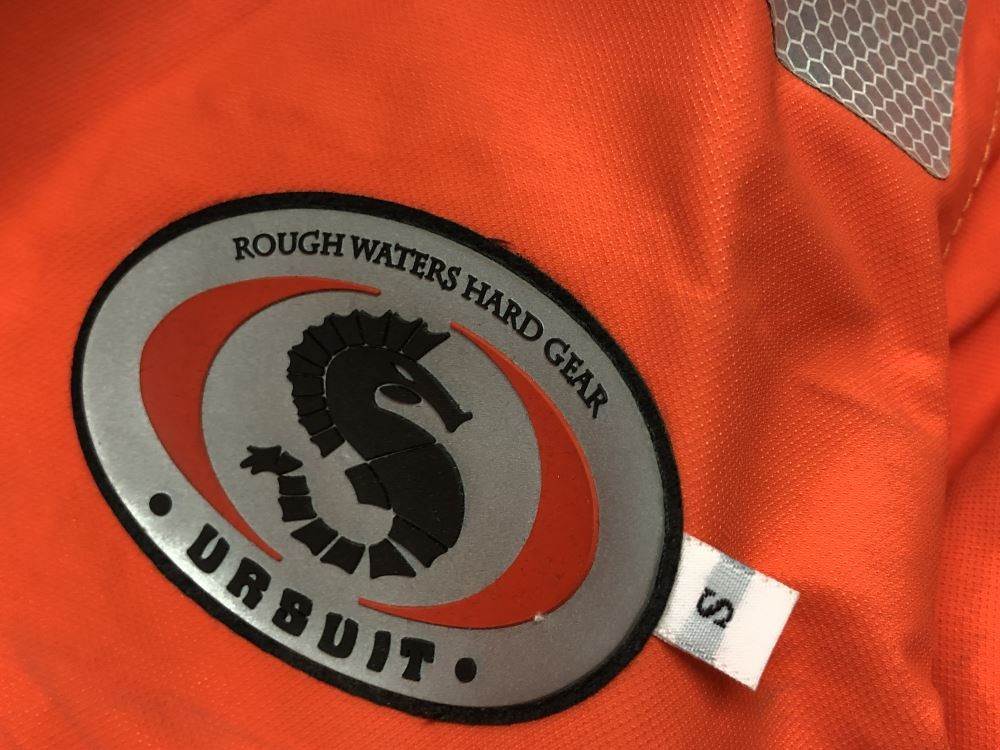 ROUGH WATERS HARD GEAR
• URSUIT •
S